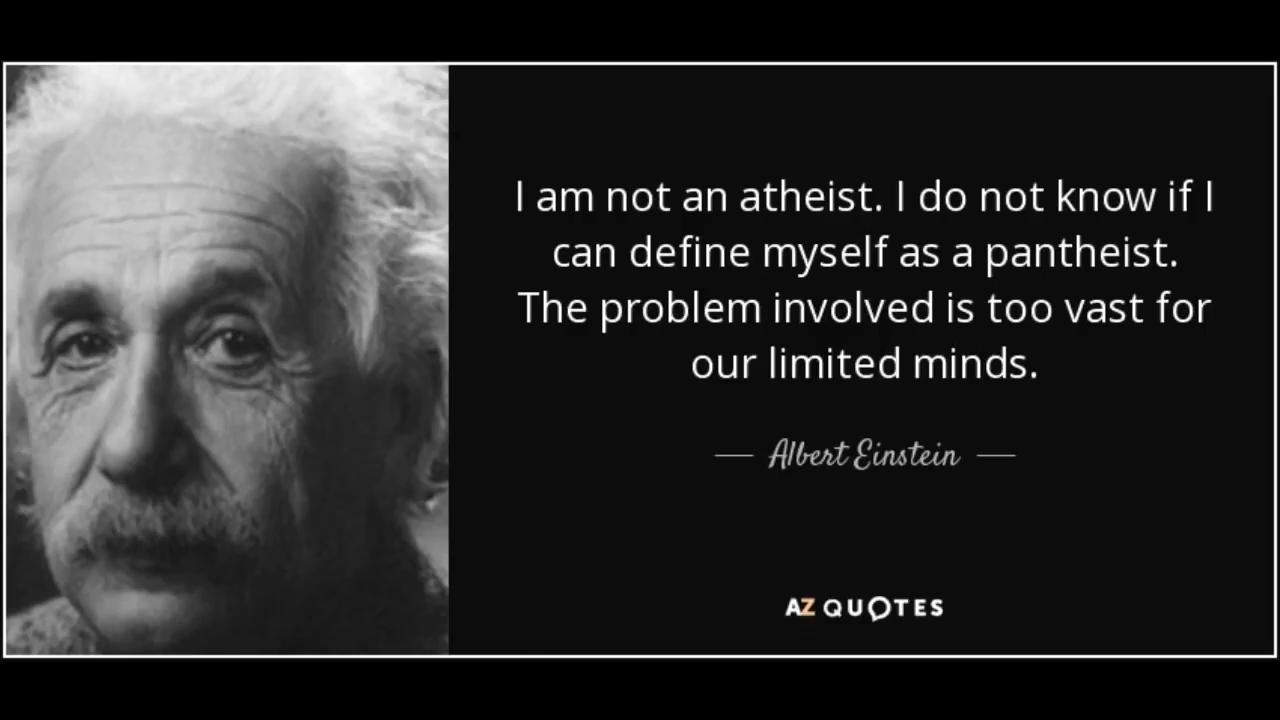 I am not an atheist. I do not know if I
can define myself as a pantheist.
The problem involved is too vast for
our limited minds.
Albert Einstein
AZ QUOTES